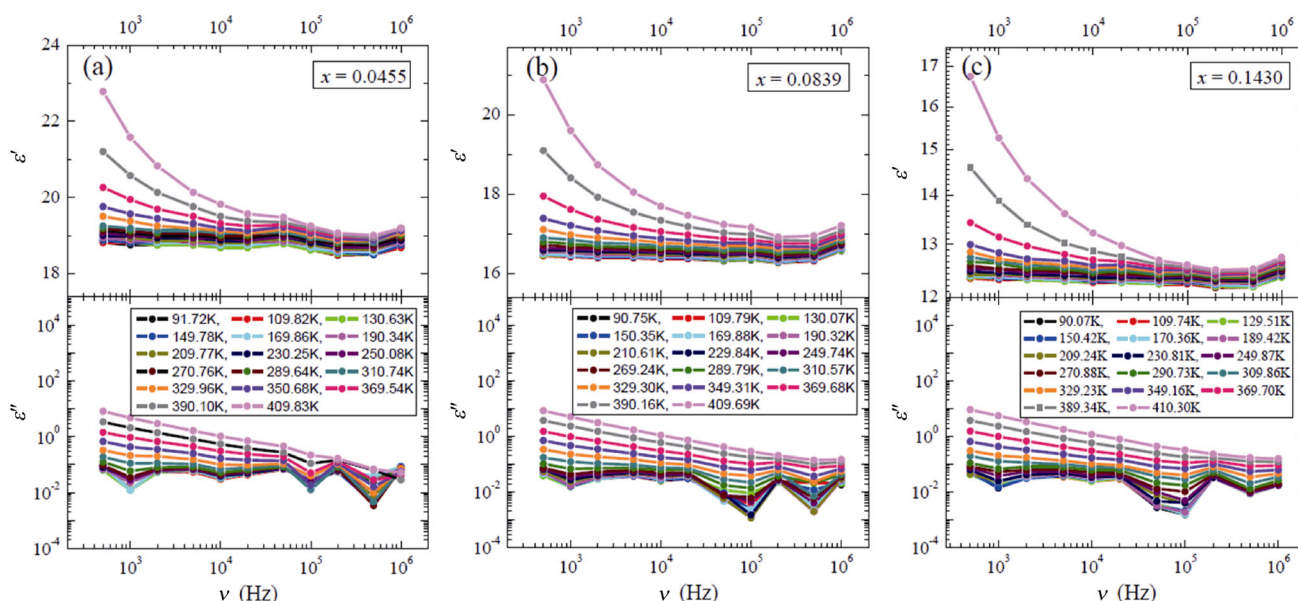 10³ 10⁴ 10⁵ 10⁶
24
22
20
18
ε′
(a)
x = 0.0455
10⁴
10²
10⁰
10⁻²
10⁻⁴
ε″
91.72K, 109.82K, 130.63K
149.78K, 169.86K, 190.34K
209.77K, 230.25K, 250.08K
270.76K, 289.64K, 310.74K
329.96K, 350.68K, 369.54K
390.10K, 409.83K
10³ 10⁴ 10⁵ 10⁶
ν (Hz)
10³ 10⁴ 10⁵ 10⁶
20
18
16
ε′
(b)
x = 0.0839
10⁴
10²
10⁰
10⁻²
10⁻⁴
ε″
90.75K, 109.79K, 130.07K
150.35K, 169.88K, 190.32K
210.61K, 229.84K, 249.74K
269.24K, 289.79K, 310.57K
329.30K, 349.31K, 369.68K
390.16K, 409.69K
10³ 10⁴ 10⁵ 10⁶
ν (Hz)
10³ 10⁴ 10⁵ 10⁶
17
16
15
14
13
12
ε′
(c)
x = 0.1430
10⁴
10²
10⁰
10⁻²
10⁻⁴
ε″
90.07K, 109.74K, 129.51K
150.42K, 170.36K, 189.42K
209.24K, 230.81K, 249.87K
270.88K, 290.73K, 309.86K
329.23K, 349.16K, 369.70K
389.34K, 410.30K
10³ 10⁴ 10⁵ 10⁶
ν (Hz)